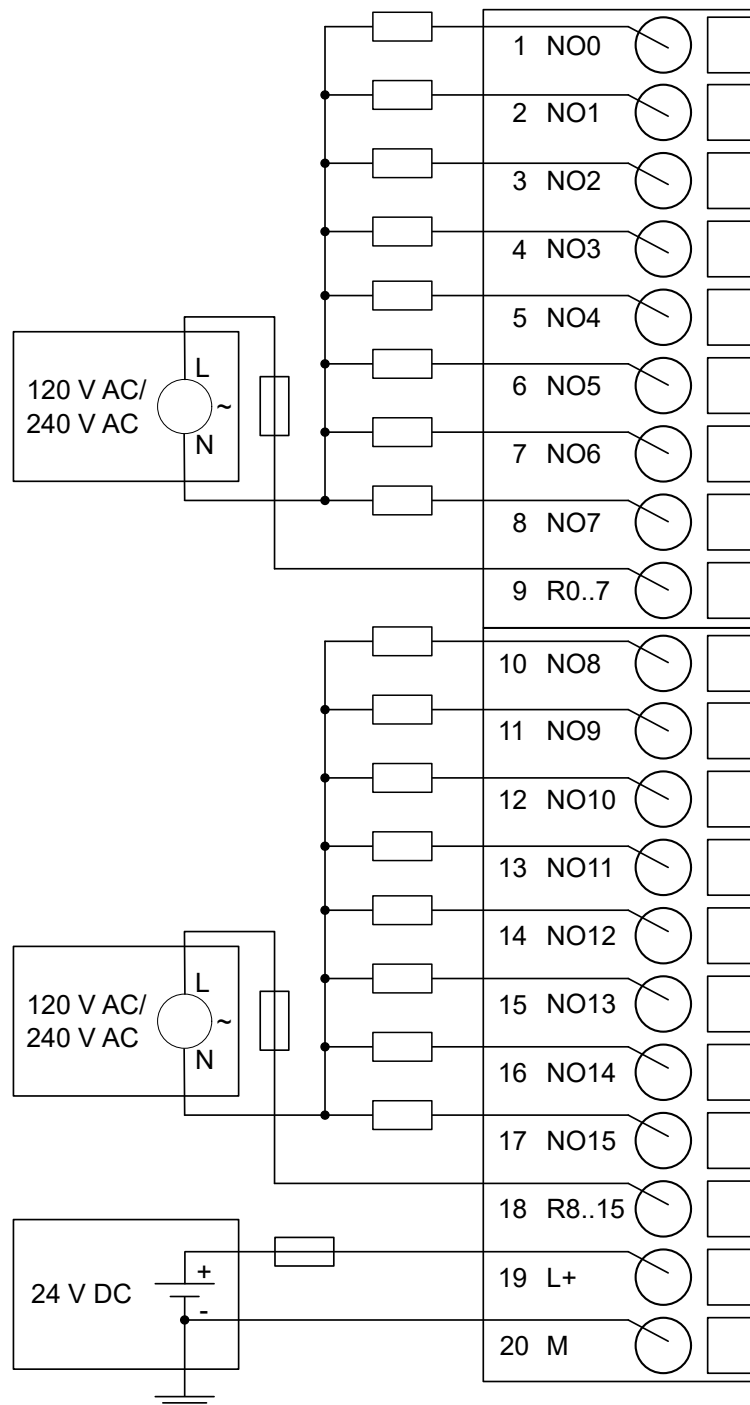 1 NO0
2 NO1
3 NO2
4 NO3
5 NO4
L
120 V AC/
240 V AC
~
N
6 NO5
7 NO6
8 NO7
9 R0..7
10 NO8
11 NO9
12 NO10
13 NO11
14 NO12
L
120 V AC/
240 V AC
~
N
15 NO13
16 NO14
17 NO15
18 R8..15
24 V DC
+
-
19 L+
20 M